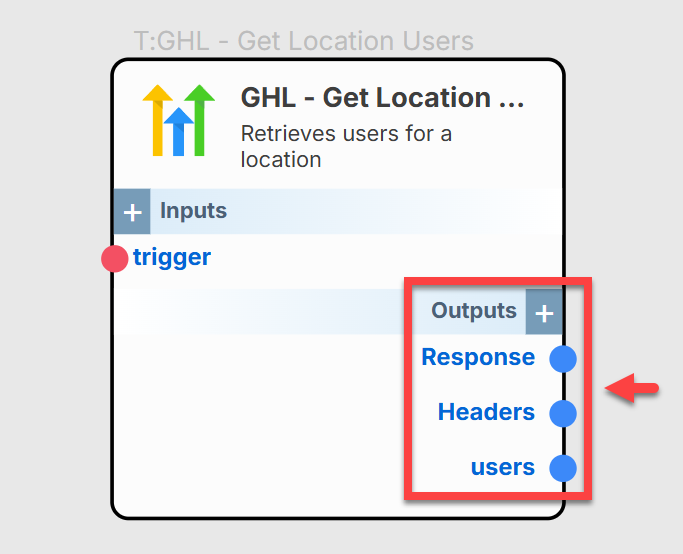 T:GHL - Get Location Users
GHL - Get Location ...
Retrieves users for a
location
+ Inputs
trigger
Outputs +
Response
Headers
users